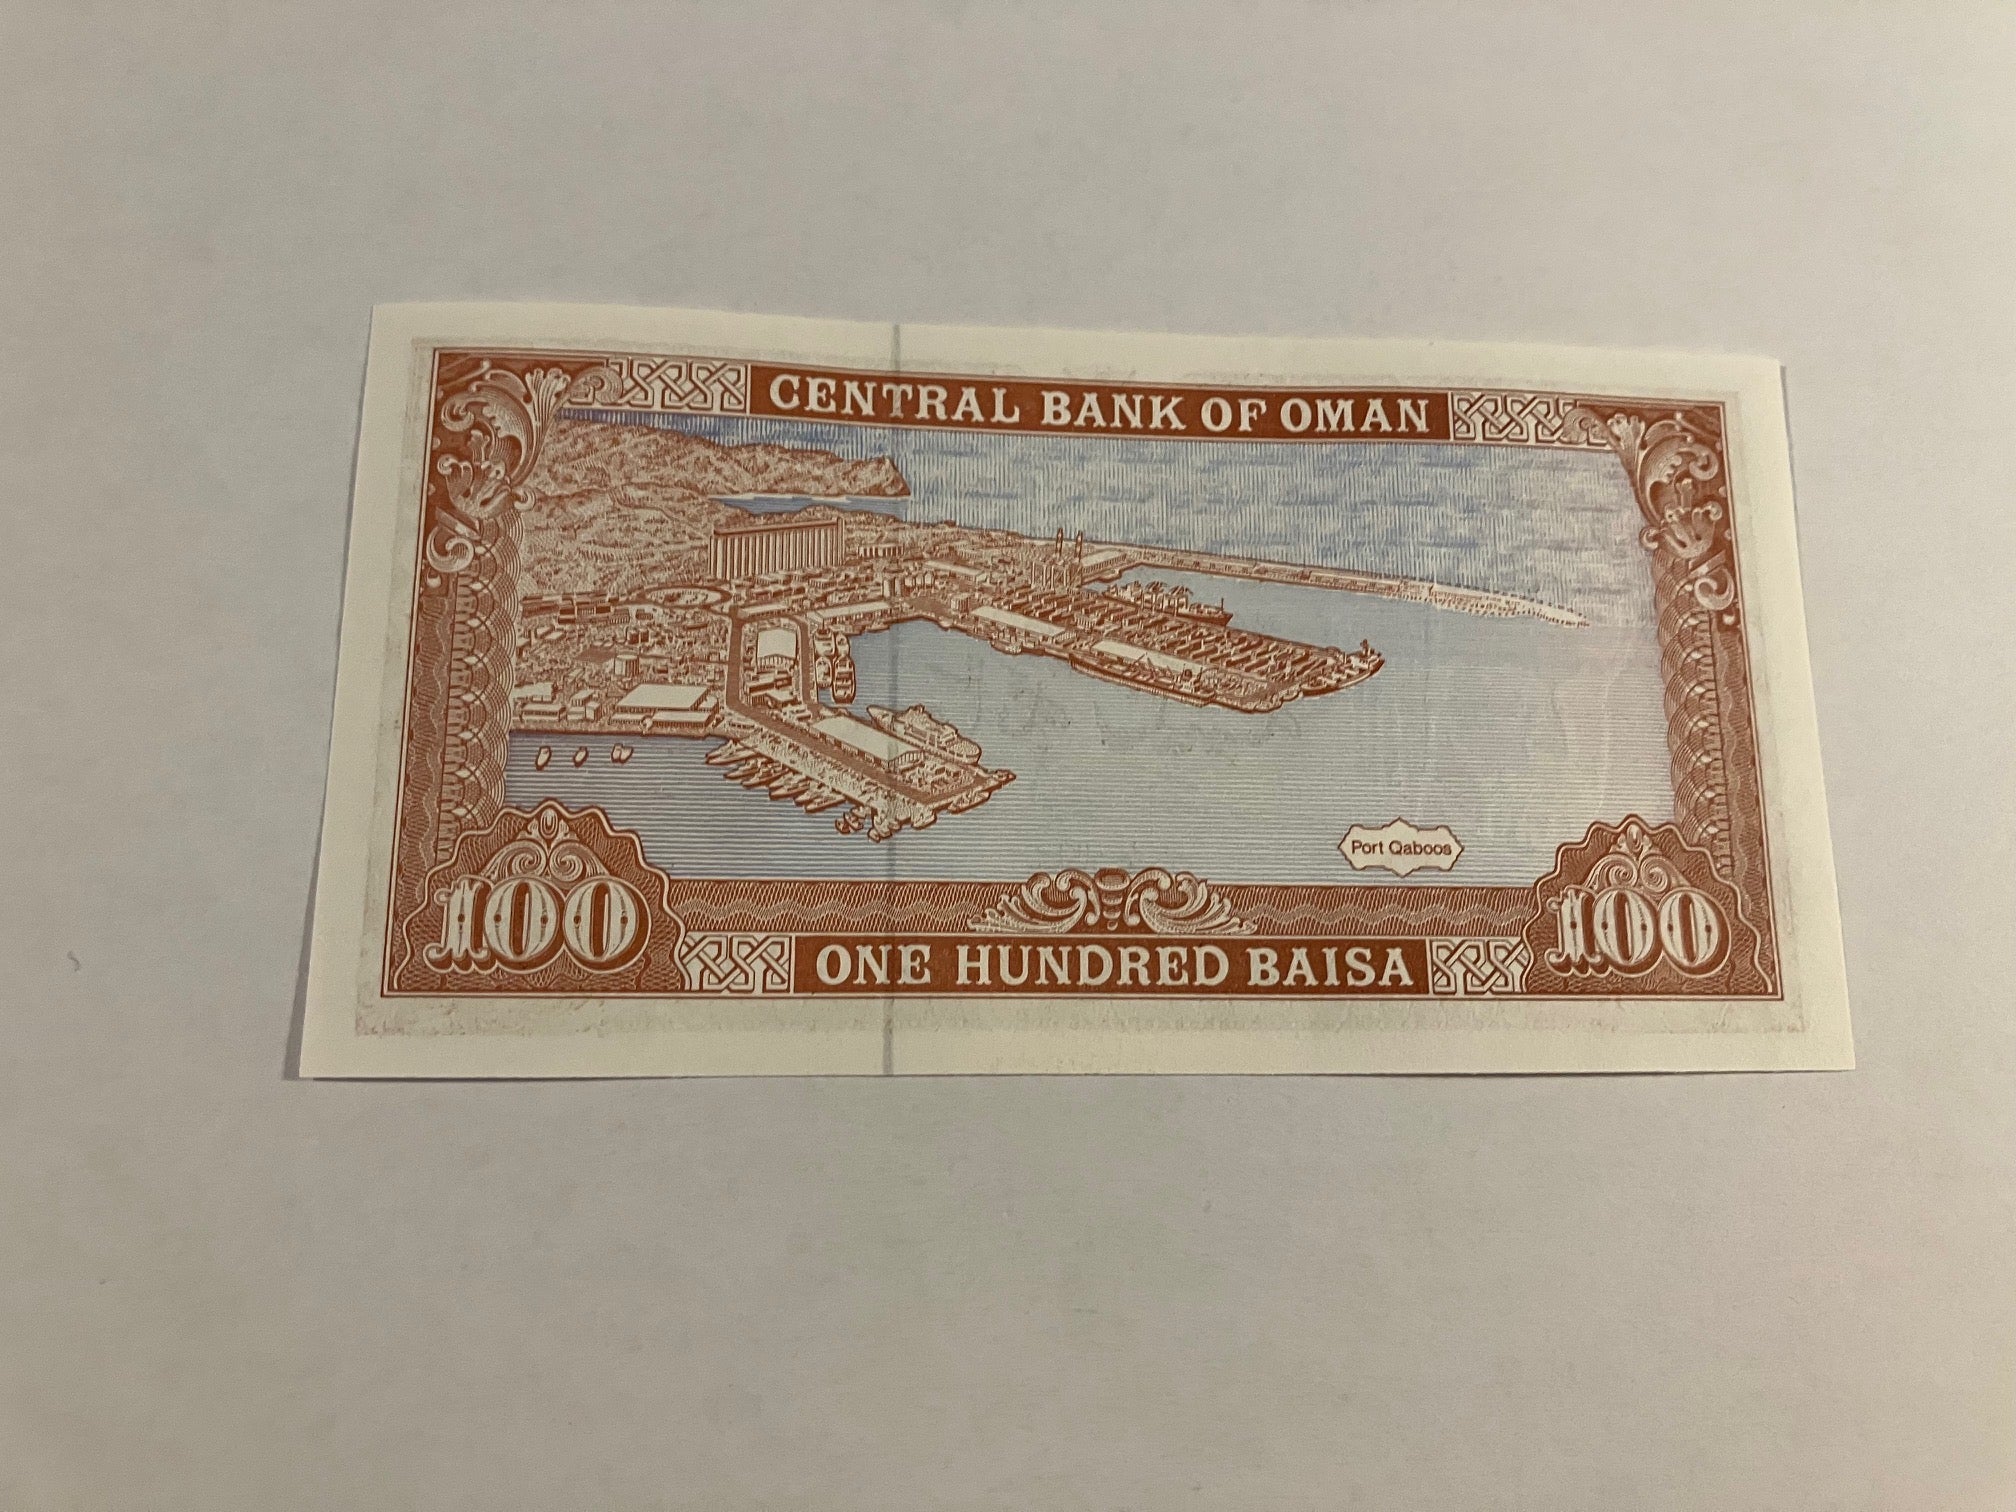 CENTRAL BANK OF OMAN
Port Qaboos
100
ONE HUNDRED BAISA
100